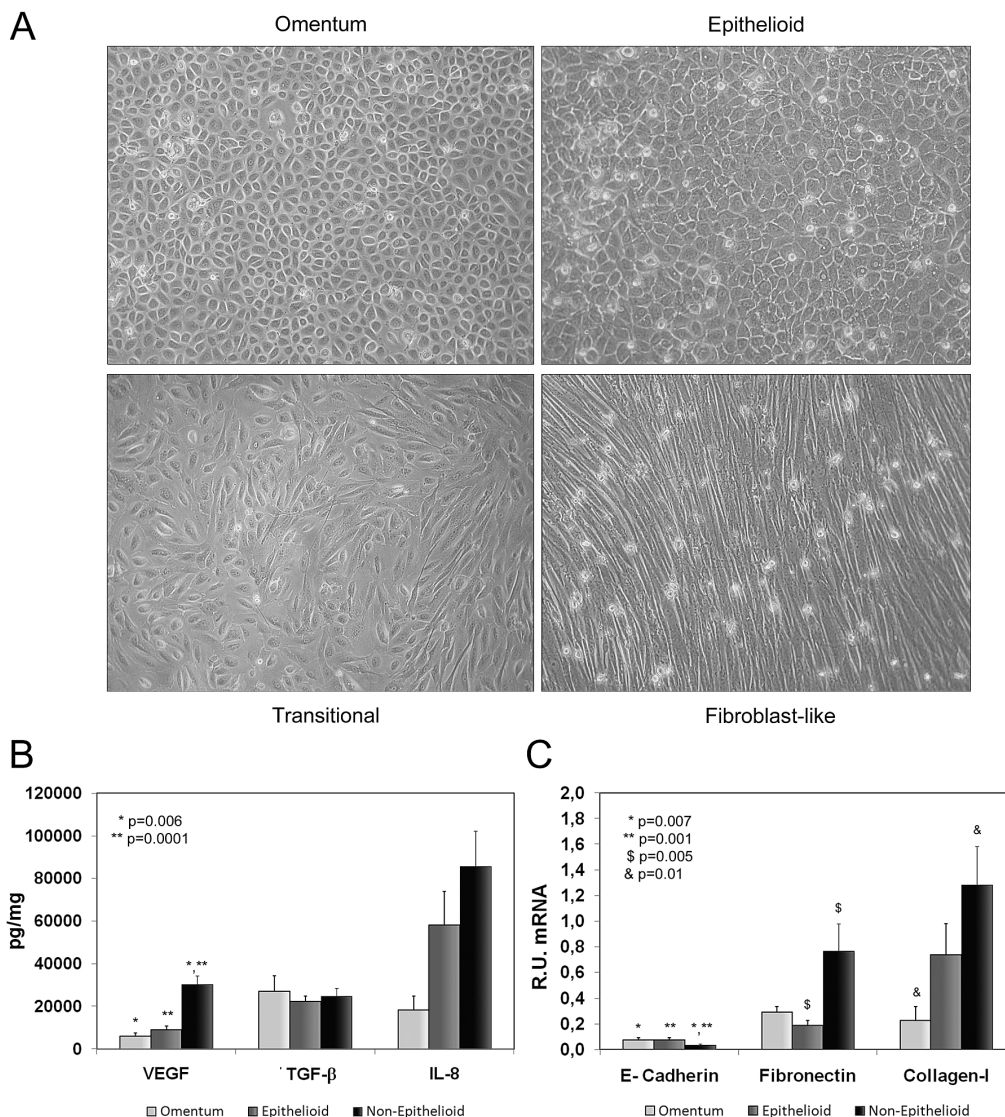 A
Omentum
Epithelioid
Transitional
Fibroblast-like
B
120000
100000
80000
60000
40000
20000
0
pg/mg
* p=0.006
** p=0.0001
*
**
*,**
VEGF
TGF-β
IL-8
Omentum
Epithelioid
Non-Epithelioid
C
2,0
1,8
1,6
1,4
1,2
1,0
0,8
0,6
0,4
0,2
0,0
R.U. mRNA
* p=0.007
** p=0.001
$ p=0.005
& p=0.01
*
**
*,**
$
$
&
&
E- Cadherin
Fibronectin
Collagen-I
Omentum
Epithelioid
Non-Epithelioid